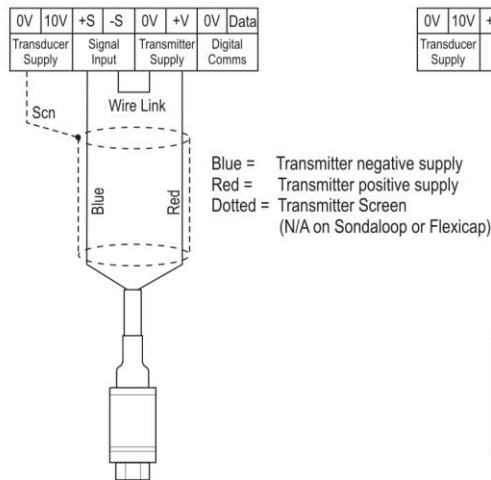 0V 10V +S -S 0V +V 0V Data
Transducer Supply Signal Input Transmitter Supply Digital Comms
Scn
Wire Link
Blue
Red
Blue = Transmitter negative supply
Red = Transmitter positive supply
Dotted = Transmitter Screen
(N/A on Sondaloop or Flexicap)
0V 10V +
Transducer Supply